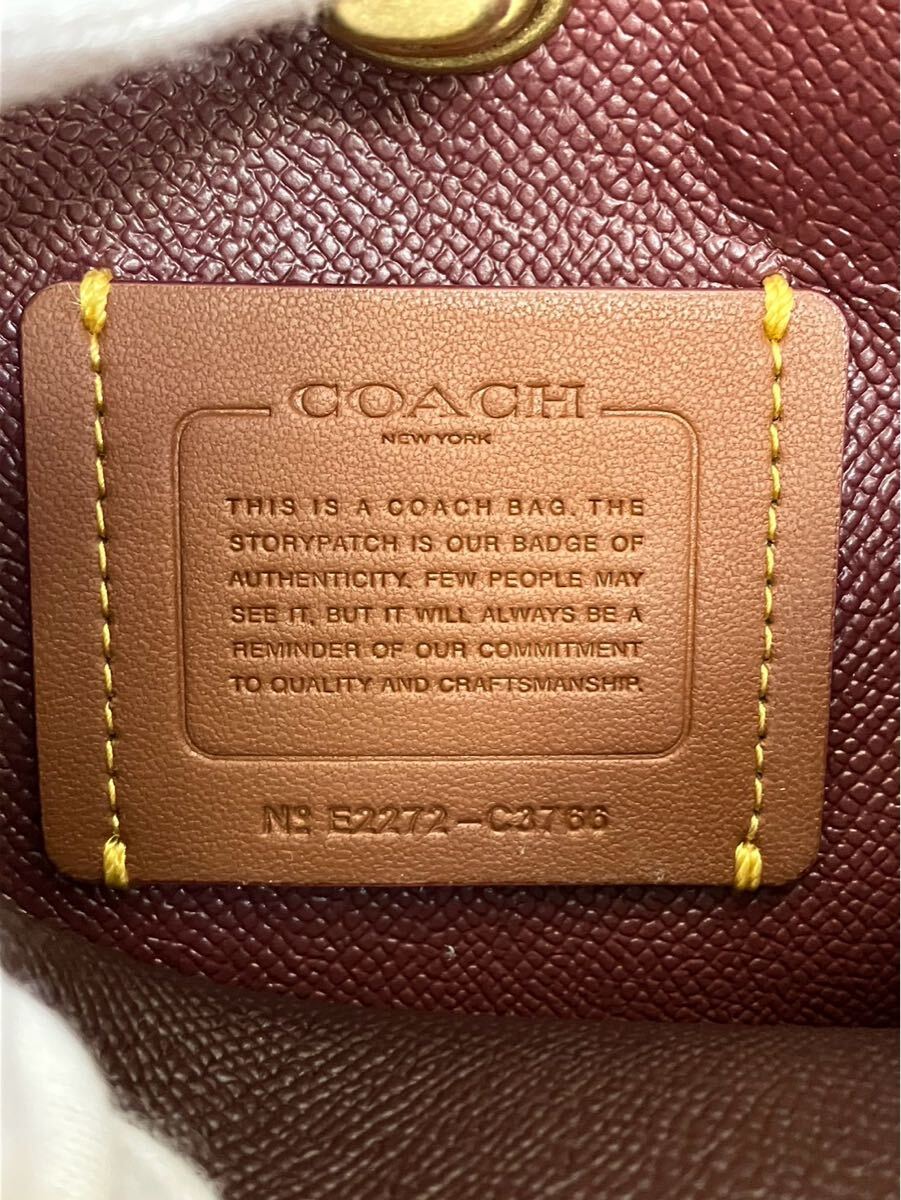 COACH
NEW YORK
THIS IS A COACH BAG. THE
STORYPATCH IS OUR BADGE OF
AUTHENTICITY. FEW PEOPLE MAY
SEE IT, BUT IT WILL ALWAYS BE A
REMINDER OF OUR COMMITMENT
TO QUALITY AND CRAFTSMANSHIP.
Nº E2272-C3766